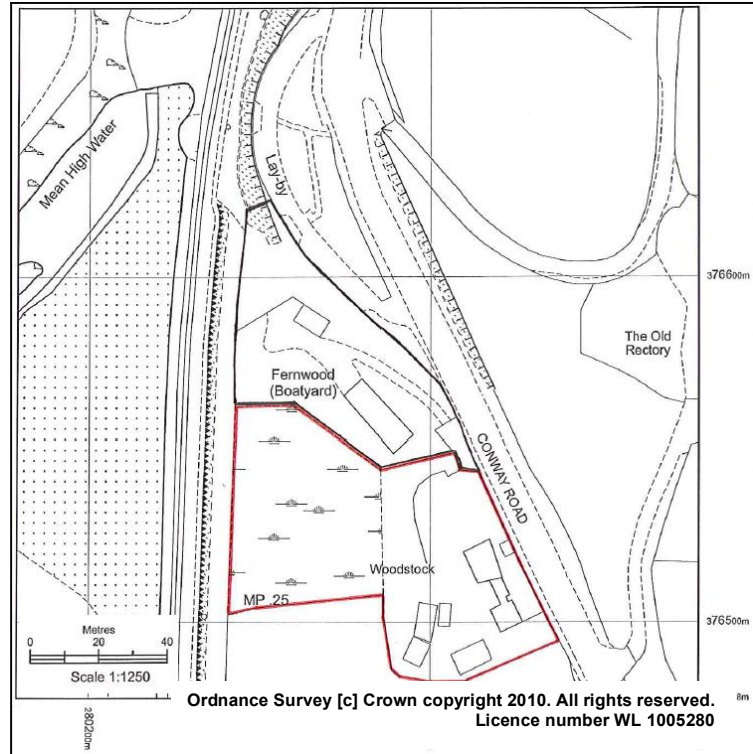 Mean High Water
Lay-by
376600m
The Old
Rectory
Fernwood
(Boatyard)
CONWAY ROAD
Woodstock
MP .25
376500m
Metres
0 20 40
Scale 1:1250
8m
280200m
Ordnance Survey [c] Crown copyright 2010. All rights reserved.
Licence number WL 1005280